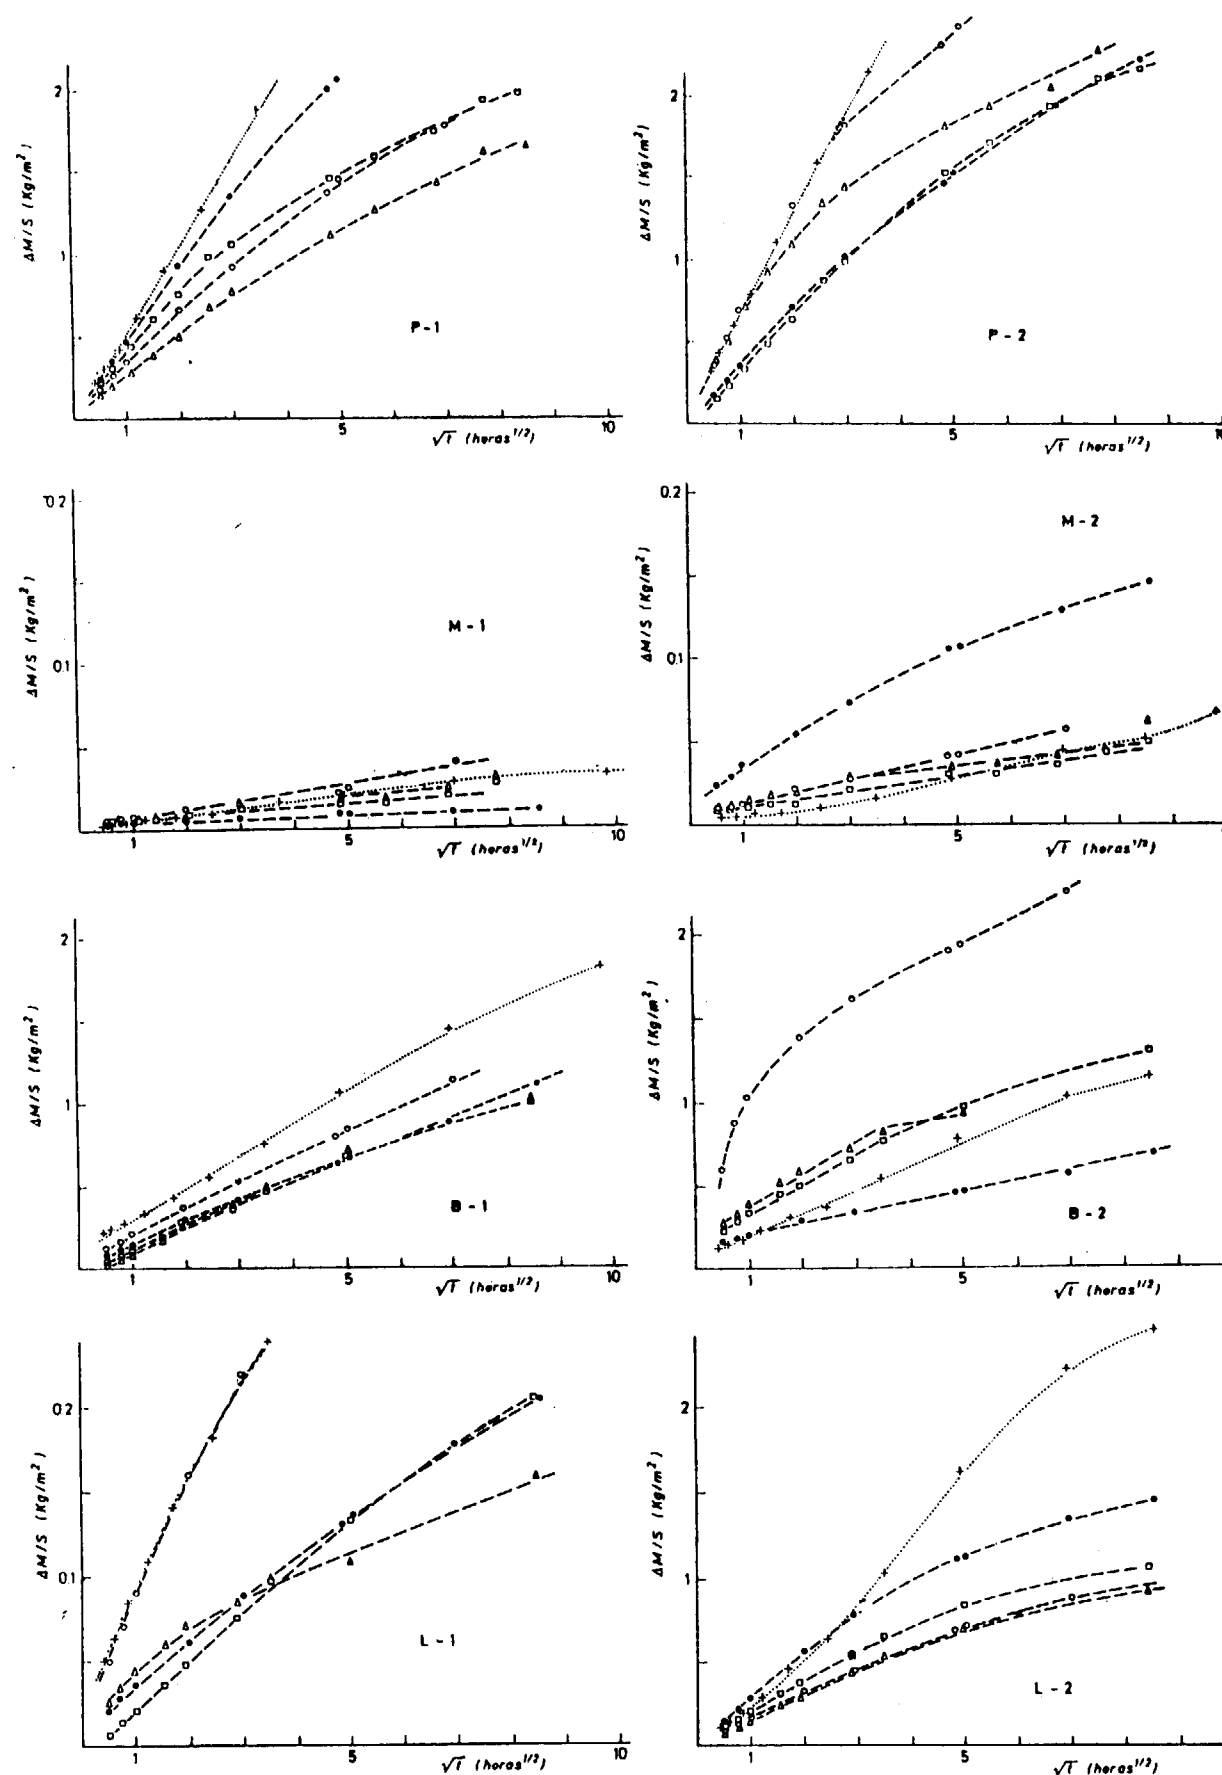 2
1
ΔM/S (Kg/m²)
P-1
1
5
10
√t (horas^1/2)
2
1
ΔM/S (Kg/m²)
P-2
1
5
10
√t (horas^1/2)
0.2
0.1
ΔM/S (Kg/m²)
M-1
1
5
10
√t (horas^1/2)
0.2
0.1
ΔM/S (Kg/m²)
M-2
1
5
√t (horas^1/2)
2
1
ΔM/S (Kg/m²)
B-1
1
5
10
√t (horas^1/2)
2
1
ΔM/S (Kg/m²)
B-2
1
5
√t (horas^1/2)
0.2
0.1
ΔM/S (Kg/m²)
L-1
1
5
10
√t (horas^1/2)
2
1
ΔM/S (Kg/m²)
L-2
1
5
√t (horas^1/2)